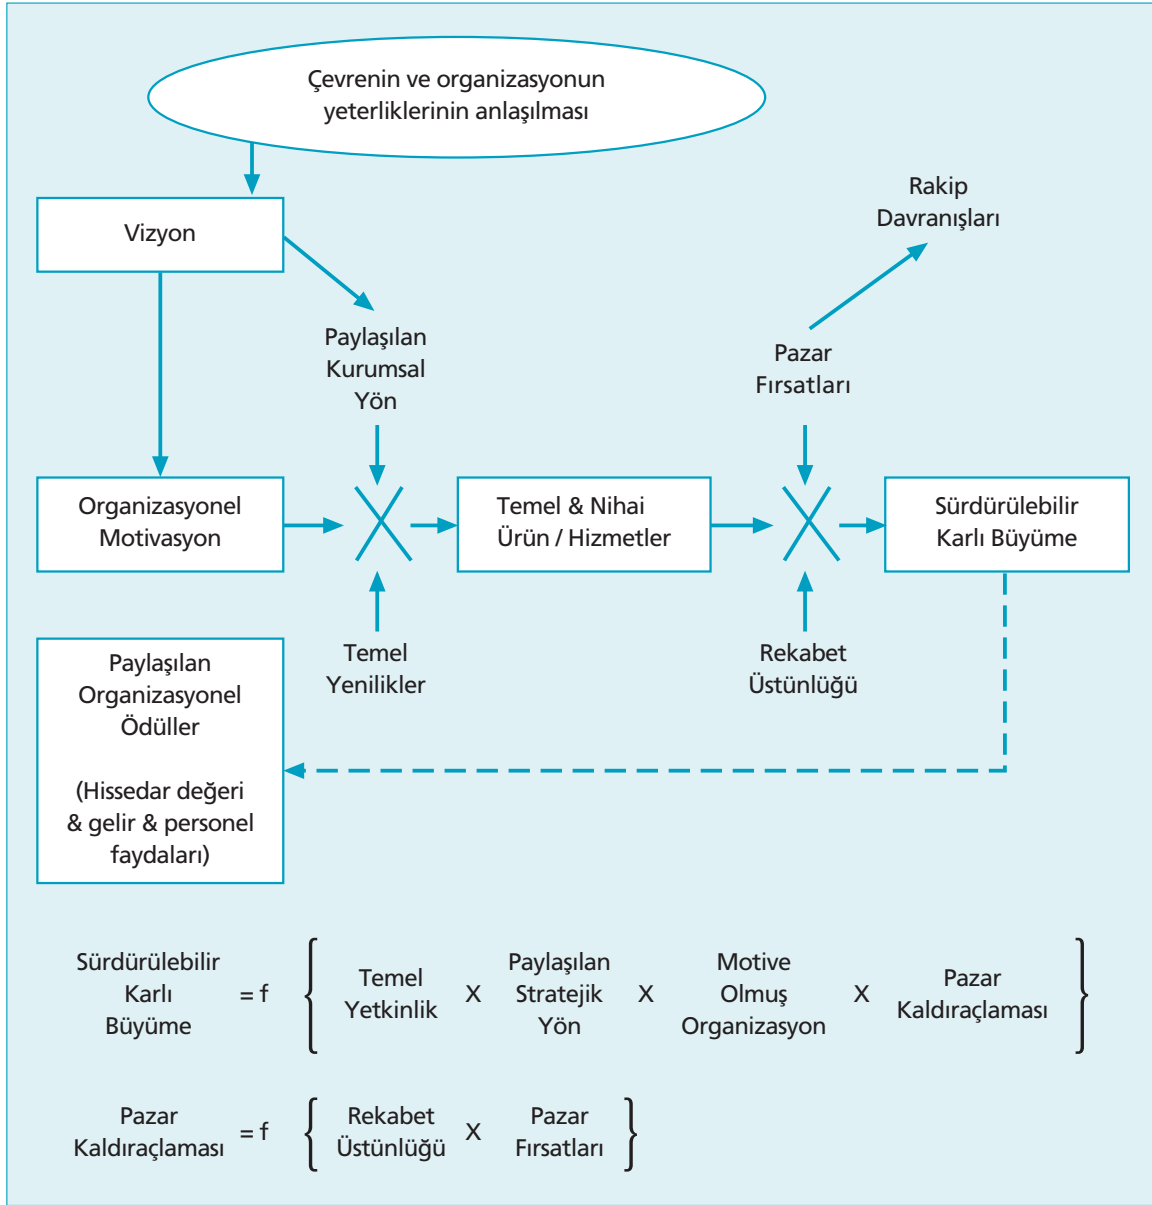 Çevrenin ve organizasyonun
yeterliklerinin anlaşılması
Vizyon
Rakip
Davranışları
Paylaşılan
Kurumsal
Yön
Pazar
Fırsatları
Organizasyonel
Motivasyon
Temel & Nihai
Ürün / Hizmetler
Sürdürülebilir
Karlı Büyüme
Temel
Yenilikler
Rekabet
Üstünlüğü
Paylaşılan
Organizasyonel
Ödüller
(Hissedar değeri
& gelir & personel
faydaları)
Sürdürülebilir
Karlı
Büyüme
= f
{
Temel
Yetkinlik
X
Paylaşılan
Stratejik
Yön
X
Motive
Olmuş
Organizasyon
X
Pazar
Kaldıraçlaması
}
Pazar
Kaldıraçlaması
= f
{
Rekabet
Üstünlüğü
X
Pazar
Fırsatları
}